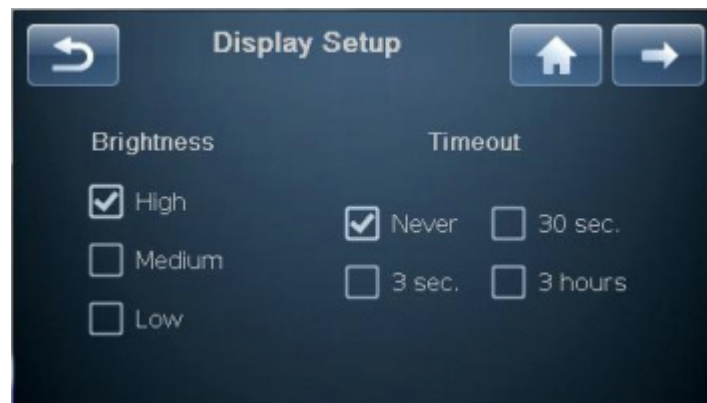 Display Setup
Brightness
High
Medium
Low
Timeout
Never
30 sec.
3 sec.
3 hours